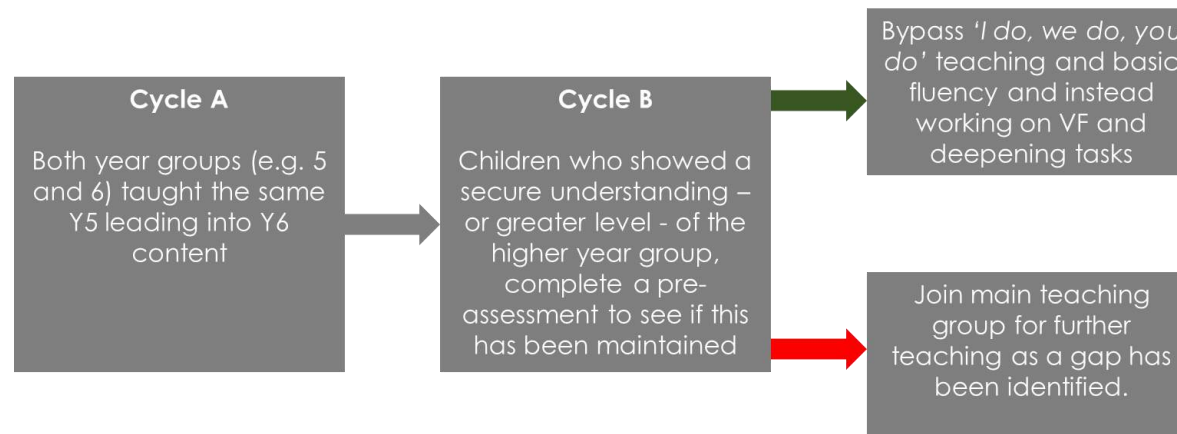 Cycle A
Both year groups (e.g. 5
and 6) taught the same
Y5 leading into Y6
content
Cycle B
Children who showed a
secure understanding –
or greater level - of the
higher year group,
complete a pre-
assessment to see if this
has been maintained
Bypass ‘I do, we do, you
do’ teaching and basic
fluency and instead
working on VF and
deepening tasks
Join main teaching
group for further
teaching as a gap has
been identified.